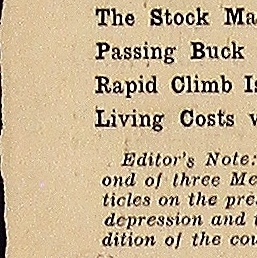 The Stock Ma
Passing Buck
Rapid Climb Is
Living Costs v
Editor's Note:
ond of three Me
ticles on the pre
depression and t
dition of the cou